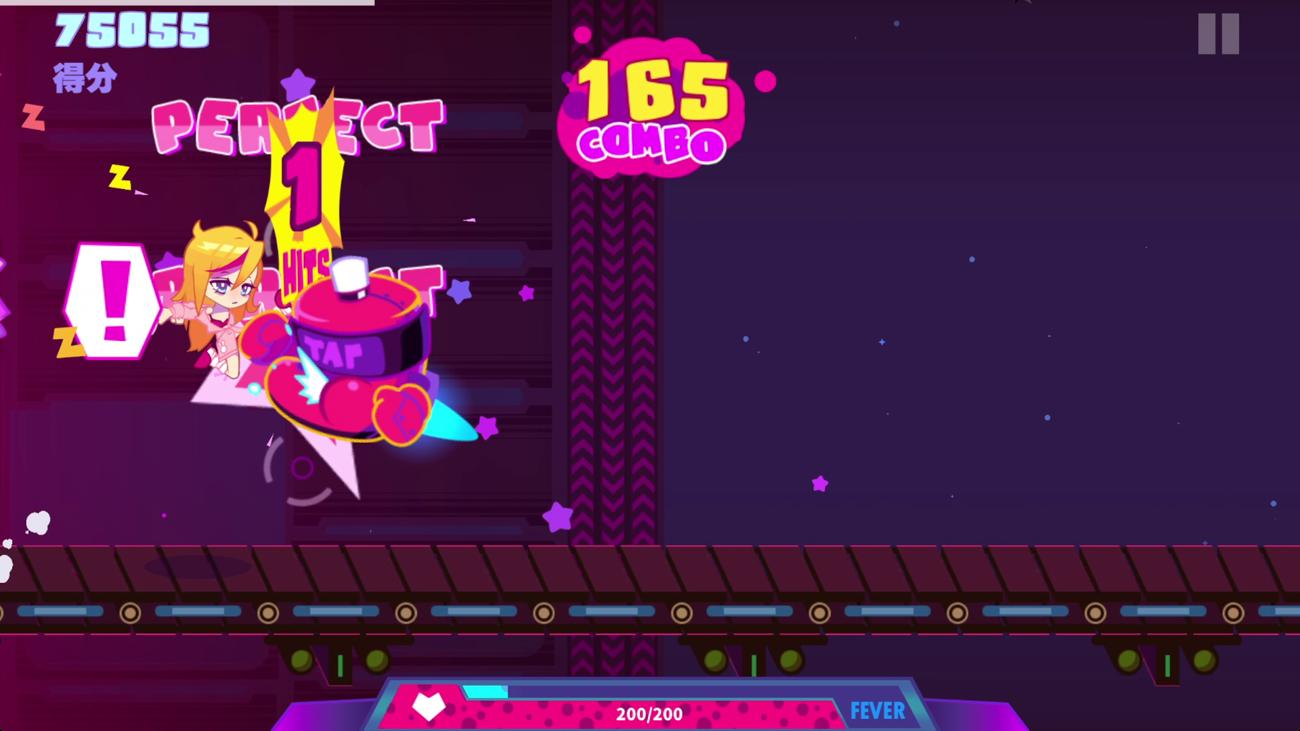 75055
得分
165
COMBO
PERFECT
1
HITS
Z
Z
!
Z
TAP
200/200
FEVER